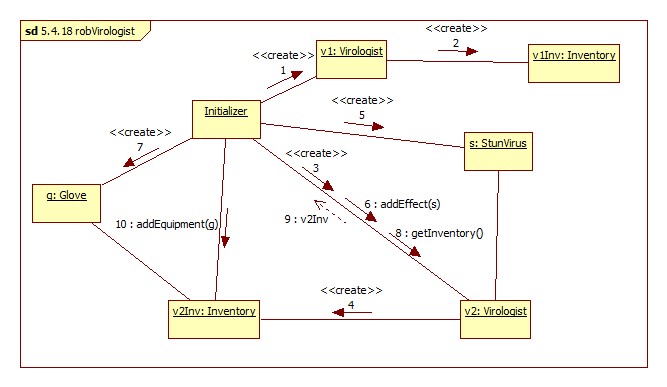 sd 5.4.18 robVirologist
<<create>>
1
v1: Virologist
<<create>>
2
v1Inv: Inventory
Initializer
<<create>>
5
s: StunVirus
<<create>>
7
<<create>>
3
g: Glove
6 : addEffect(s)
9 : v2Inv
10 : addEquipment(g)
8 : getInventory()
<<create>>
4
v2Inv: Inventory
v2: Virologist